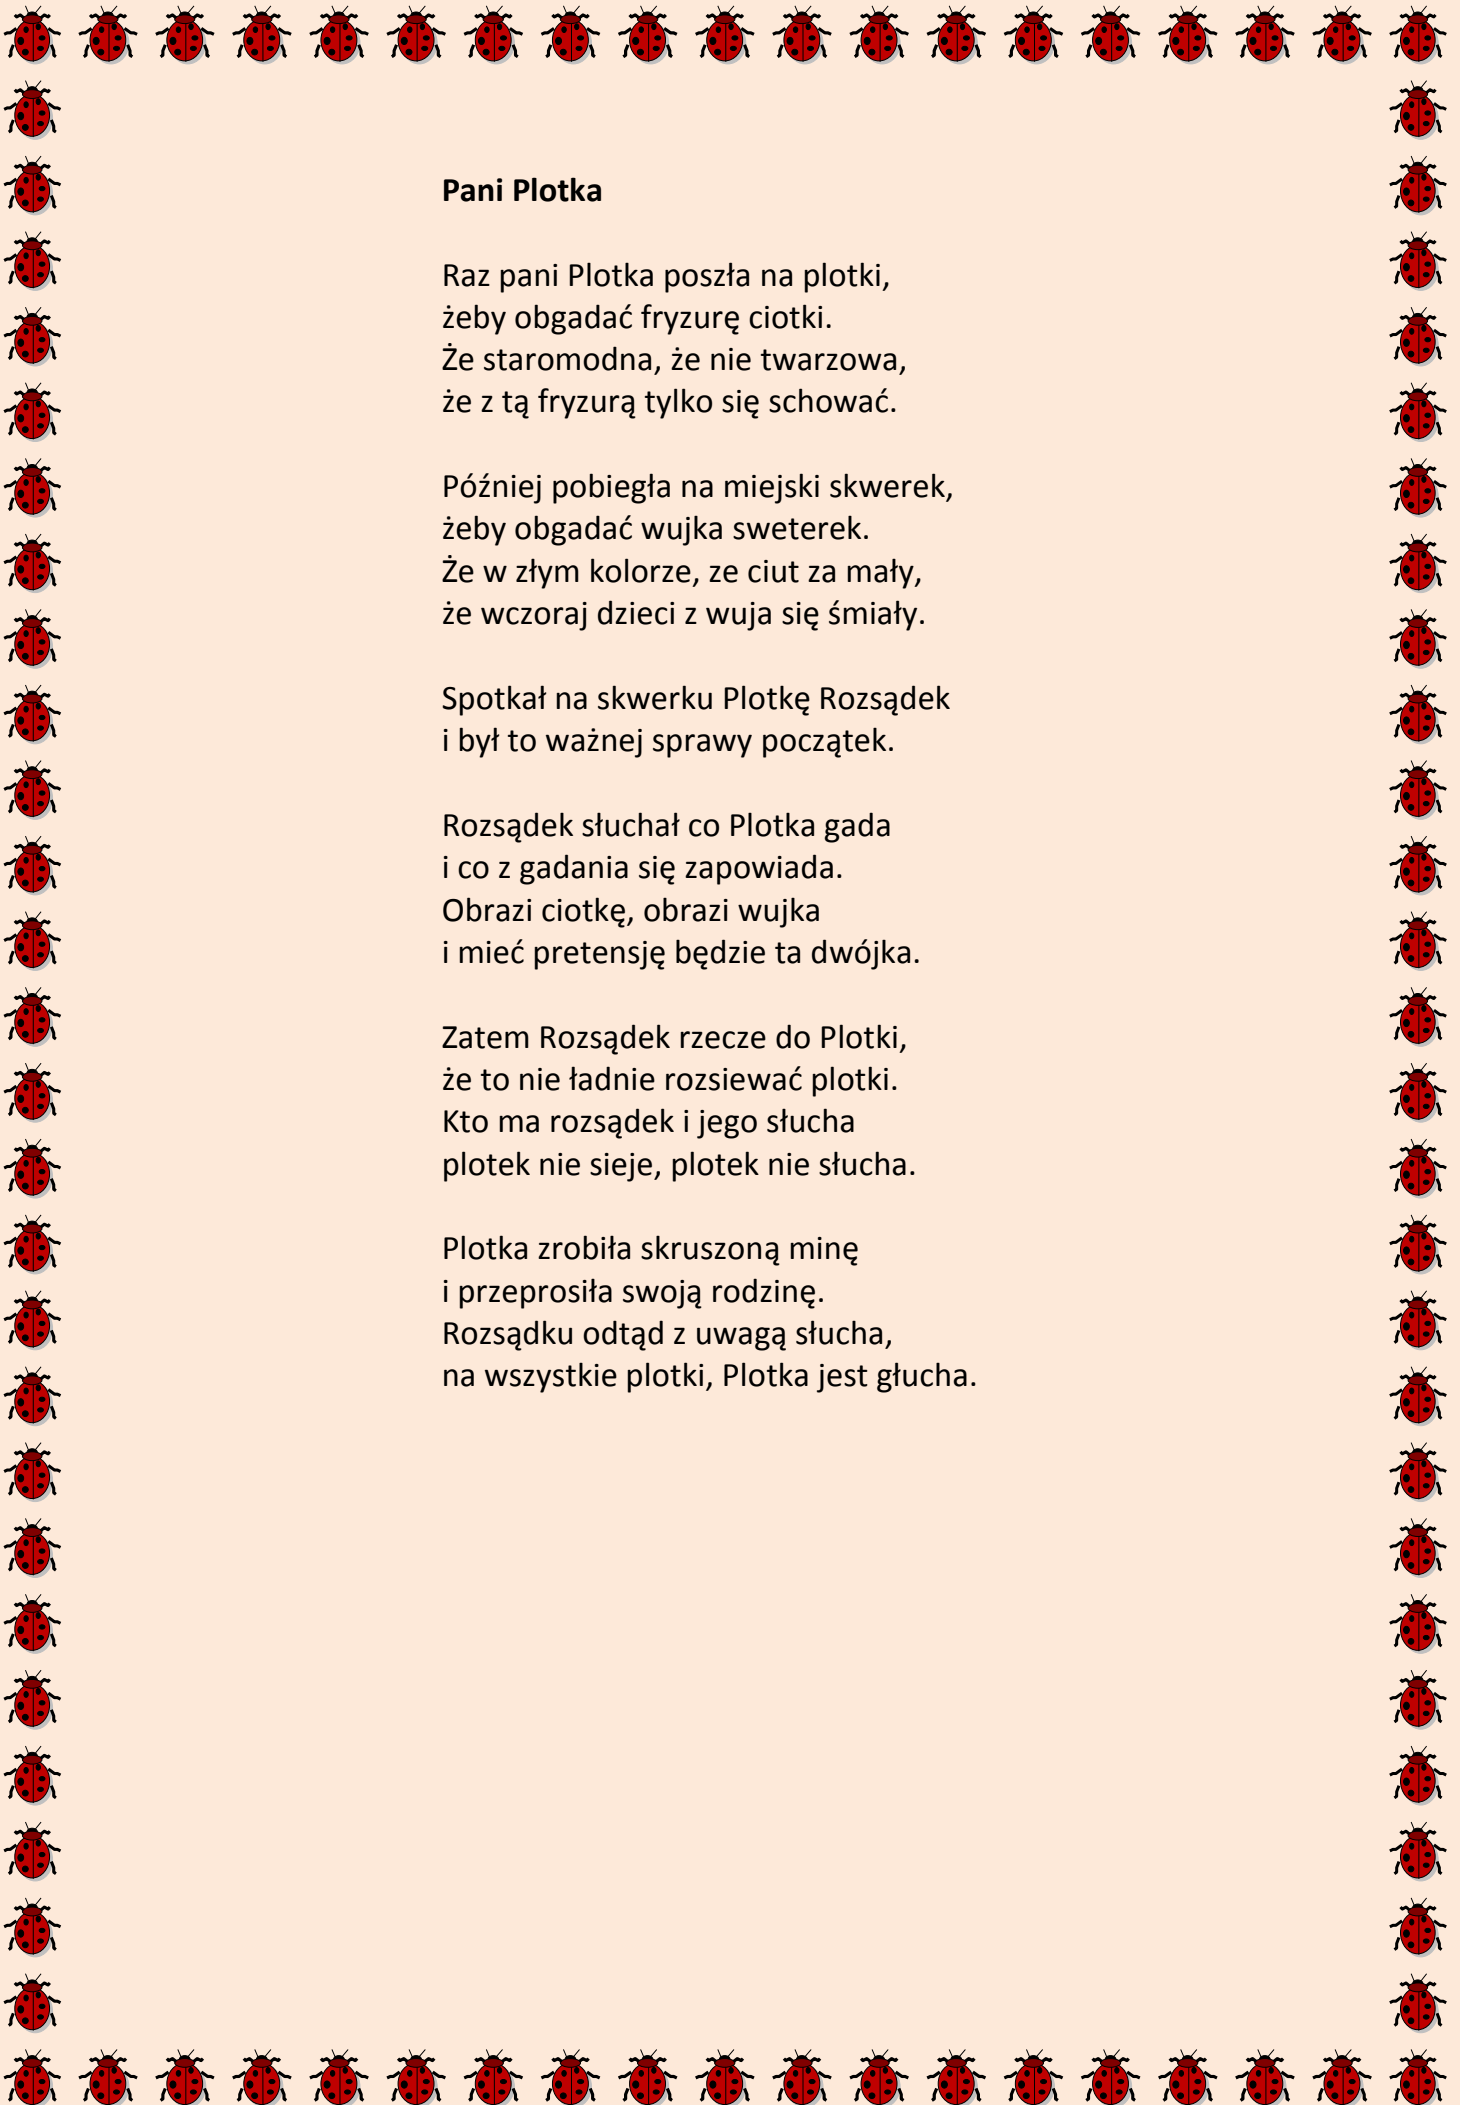 Pani Plotka
Raz pani Plotka poszła na plotki,
żeby obgadać fryzurę ciotki.
Że staromodna, że nie twarzowa,
że z tą fryzurą tylko się schować.
Później pobiegła na miejski skwerek,
żeby obgadać wujka sweterek.
Że w złym kolorze, ze ciut za mały,
że wczoraj dzieci z wuja się śmiały.
Spotkał na skwerku Plotkę Rozsądek
i był to ważnej sprawy początek.
Rozsądek słuchał co Plotka gada
i co z gadania się zapowiada.
Obrazi ciotkę, obrazi wujka
i mieć pretensję będzie ta dwójka.
Zatem Rozsądek rzecze do Plotki,
że to nie ładnie rozsiewać plotki.
Kto ma rozsądek i jego słucha
plotek nie sieje, plotek nie słucha.
Plotka zrobiła skruszoną minę
i przeprosiła swoją rodzinę.
Rozsądku odtąd z uwagą słucha,
na wszystkie plotki, Plotka jest głucha.